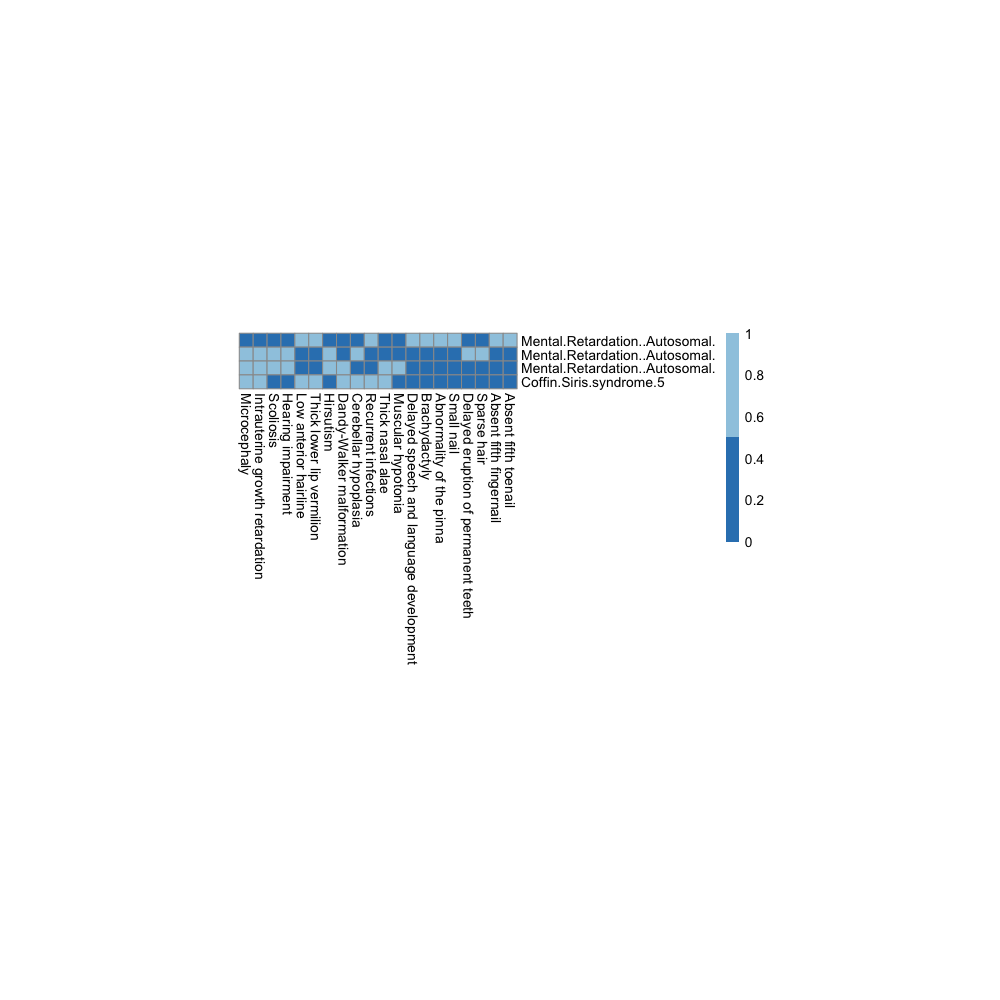 Mental.Retardation..Autosomal.
Mental.Retardation..Autosomal.
Mental.Retardation..Autosomal.
Coffin.Siris.syndrome.5
Microcephaly
Intrauterine growth retardation
Scoliosis
Hearing impairment
Low anterior hairline
Thick lower lip vermilion
Hirsutism
Dandy-Walker malformation
Cerebellar hypoplasia
Recurrent infections
Thick nasal alae
Muscular hypotonia
Delayed speech and language development
Brachydactyly
Abnormality of the pinna
Small nail
Delayed eruption of permanent teeth
Sparse hair
Absent fifth fingernail
Absent fifth toenail
1
0.8
0.6
0.4
0.2
0